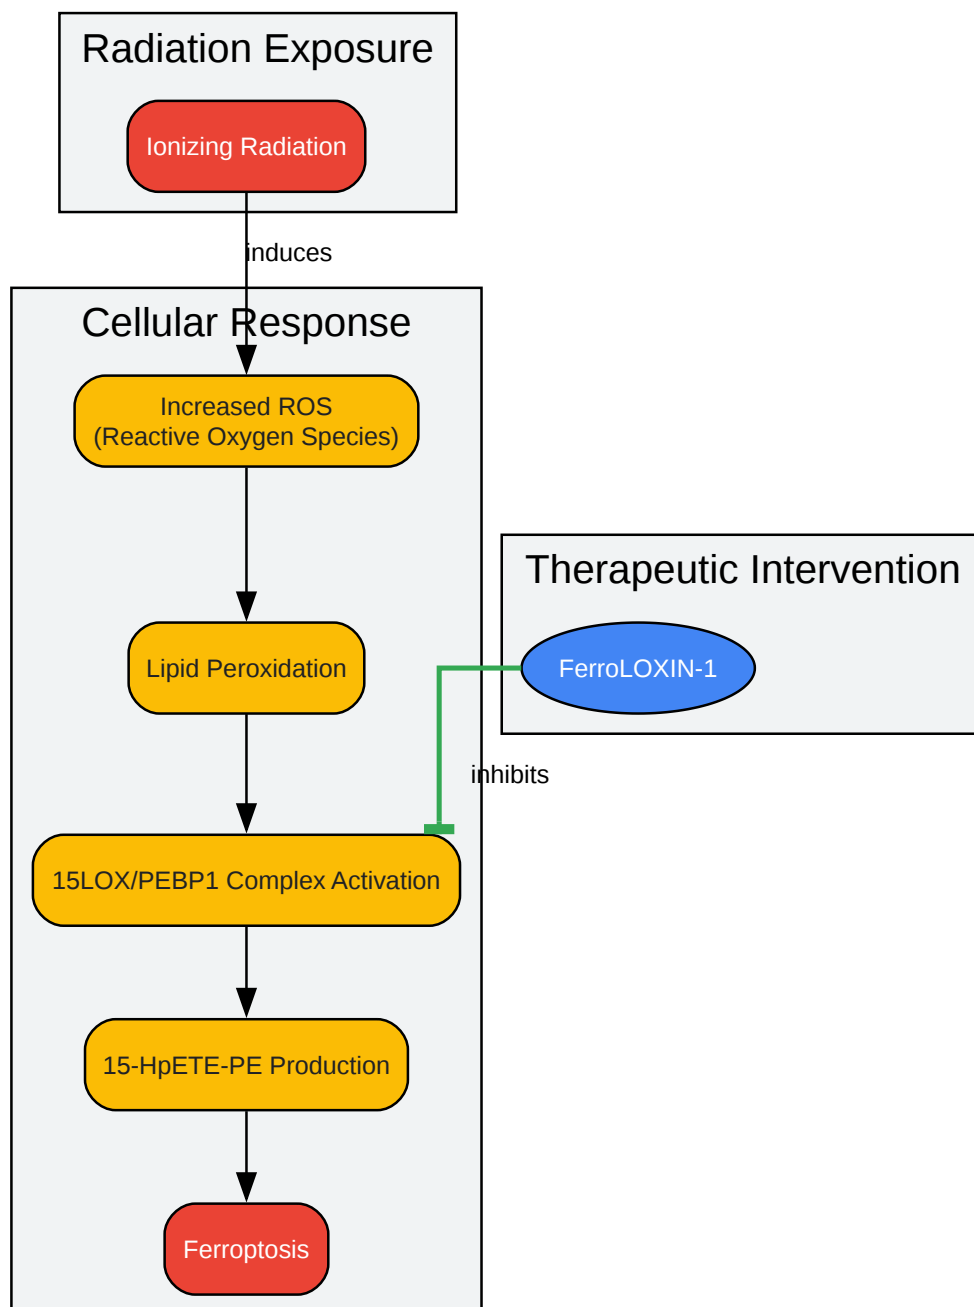 Radiation Exposure
Ionizing Radiation
induces
Cellular Response
Increased ROS
(Reactive Oxygen Species)
Therapeutic Intervention
Lipid Peroxidation
FerroLOXIN-1
inhibits
15LOX/PEBP1 Complex Activation
15-HpETE-PE Production
Ferroptosis